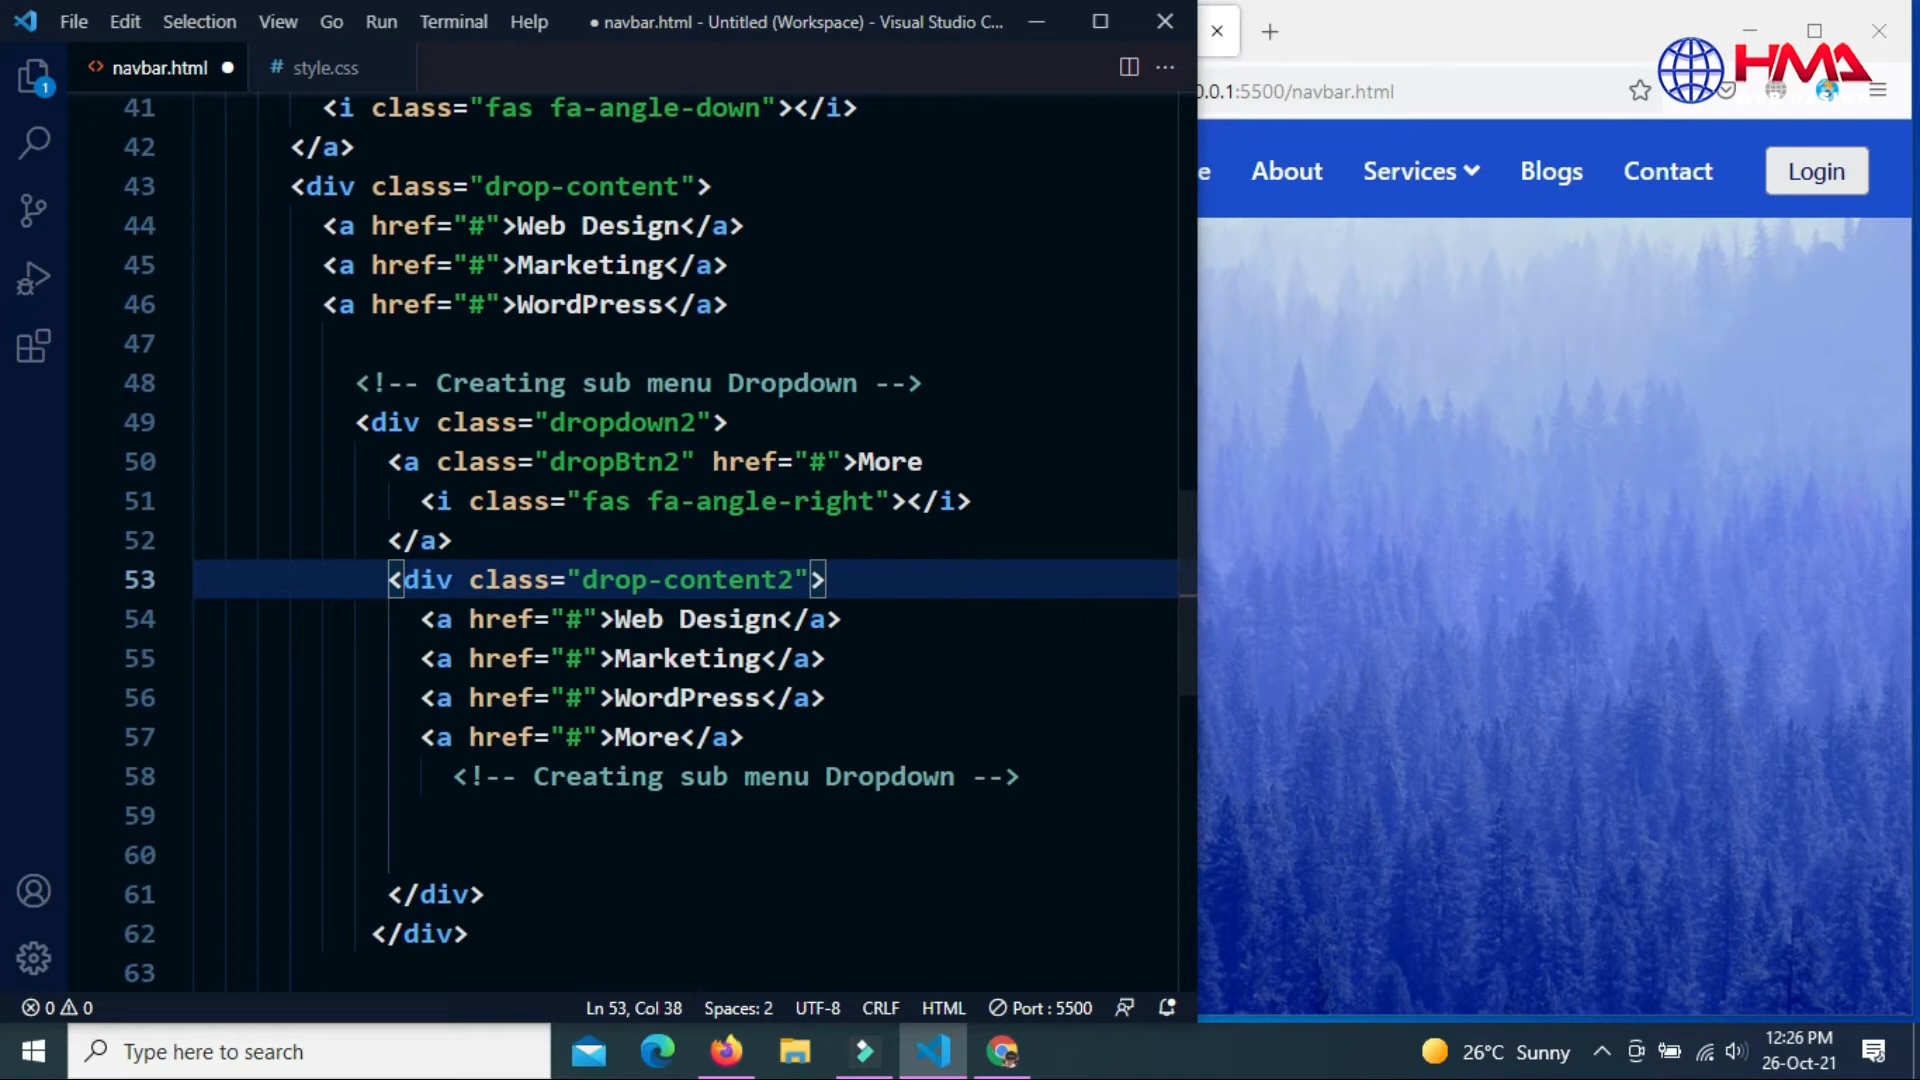 File Edit Selection View Go Run Terminal Help ● navbar.html - Untitled (Workspace) - Visual Studio C...
<> navbar.html ● # style.css
1
0.0.1:5500/navbar.html
HMA
41 <i class="fas fa-angle-down"></i>
42 </a>
43 <div class="drop-content">
44 <a href="#">Web Design</a>
45 <a href="#">Marketing</a>
46 <a href="#">WordPress</a>
47
48 <!-- Creating sub menu Dropdown -->
49 <div class="dropdown2">
50 <a class="dropBtn2" href="#">More
51 <i class="fas fa-angle-right"></i>
52 </a>
53 <div class="drop-content2">
54 <a href="#">Web Design</a>
55 <a href="#">Marketing</a>
56 <a href="#">WordPress</a>
57 <a href="#">More</a>
58 <!-- Creating sub menu Dropdown -->
59
60
61 </div>
62 </div>
63
e About Services Blogs Contact Login
0 0 Ln 53, Col 38 Spaces: 2 UTF-8 CRLF HTML Port : 5500
Type here to search
26°C Sunny
12:26 PM
26-Oct-21